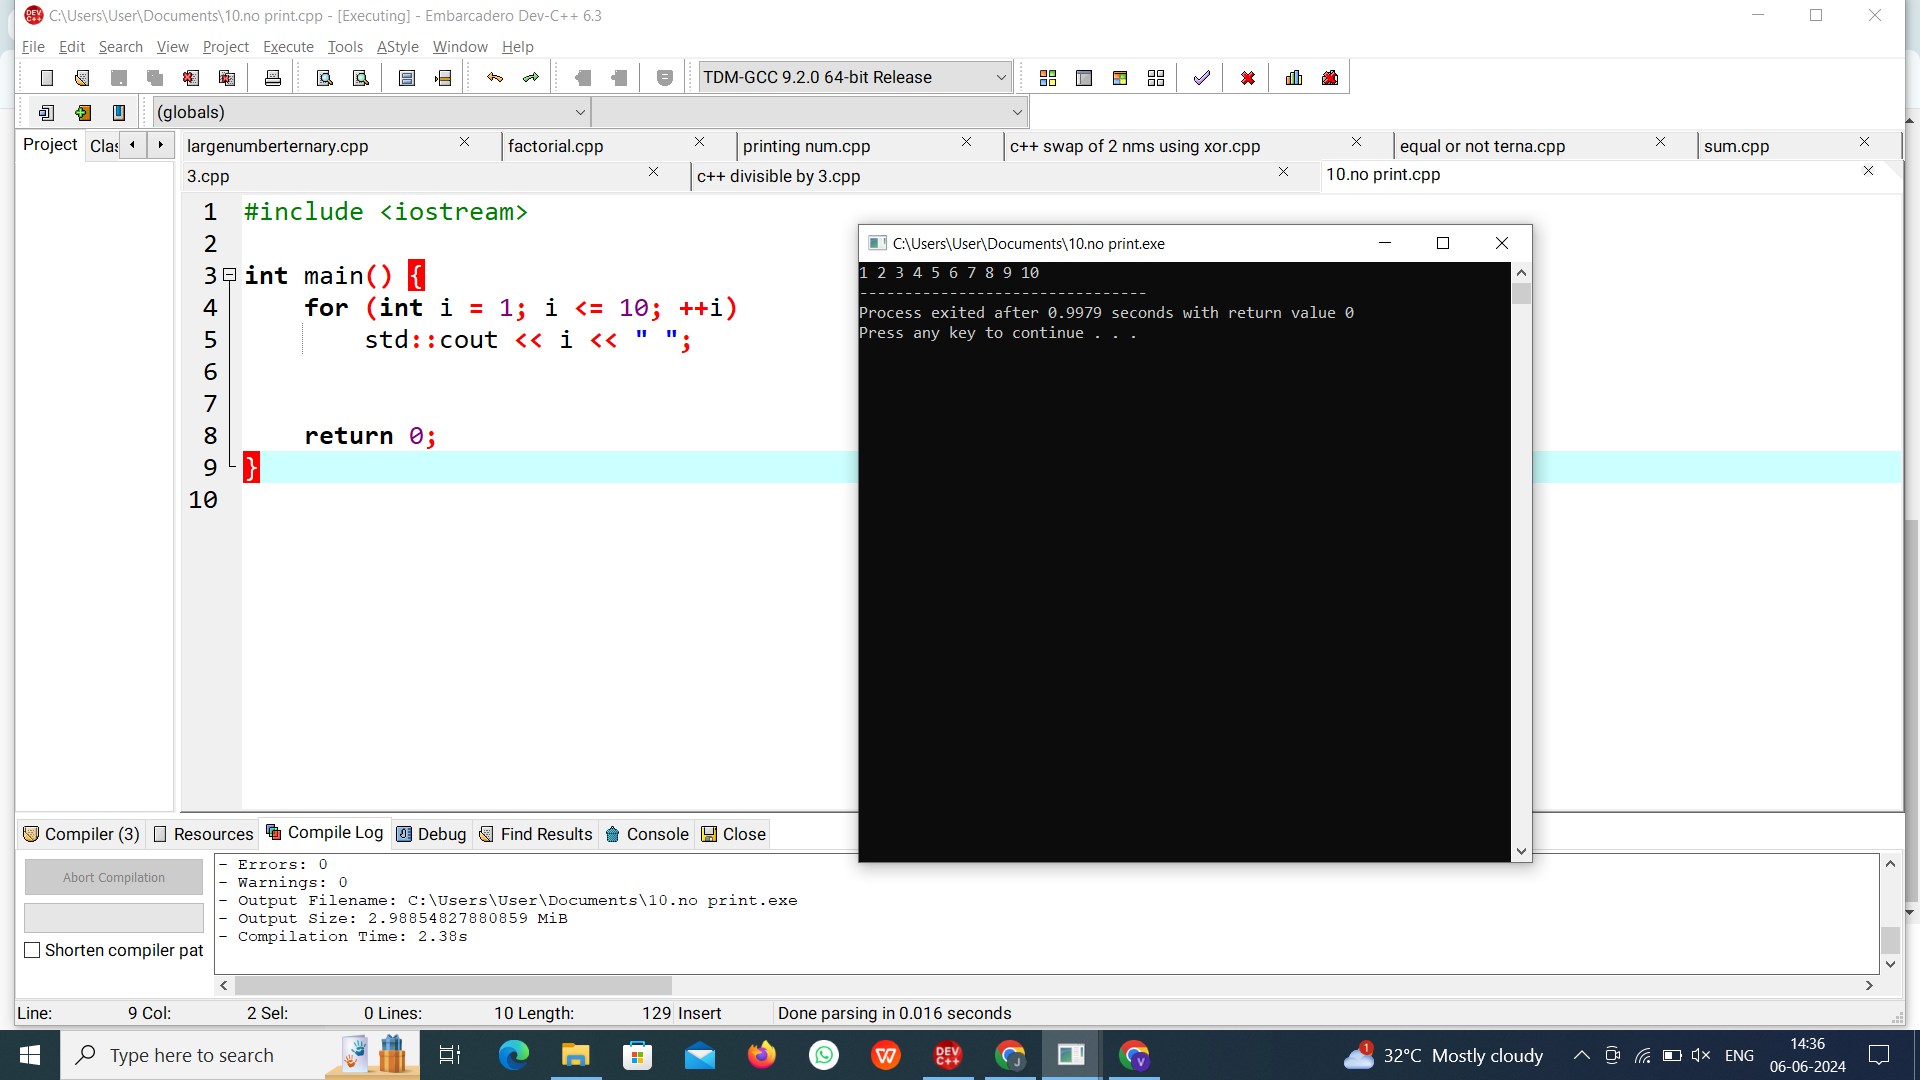 C:\Users\User\Documents\10.no print.cpp - [Executing] - Embarcadero Dev-C++ 6.3
File Edit Search View Project Execute Tools AStyle Window Help
TDM-GCC 9.2.0 64-bit Release
(globals)
Project Clas
largenumberternary.cpp factorial.cpp printing num.cpp c++ swap of 2 nms using xor.cpp equal or not terna.cpp sum.cpp
3.cpp c++ divisible by 3.cpp 10.no print.cpp
1 #include <iostream>
2
3 int main() {
4 for (int i = 1; i <= 10; ++i)
5 std::cout << i << " ";
6
7
8 return 0;
9 }
10
C:\Users\User\Documents\10.no print.exe
1 2 3 4 5 6 7 8 9 10
--------------------------------
Process exited after 0.9979 seconds with return value 0
Press any key to continue . . .
Compiler (3) Resources Compile Log Debug Find Results Console Close
Abort Compilation
Shorten compiler pat
- Errors: 0
- Warnings: 0
- Output Filename: C:\Users\User\Documents\10.no print.exe
- Output Size: 2.98854827880859 MiB
- Compilation Time: 2.38s
Line: 9 Col: 2 Sel: 0 Lines: 10 Length: 129 Insert Done parsing in 0.016 seconds
Type here to search
DEV C++
1
32°C Mostly cloudy
ENG
14:36
06-06-2024